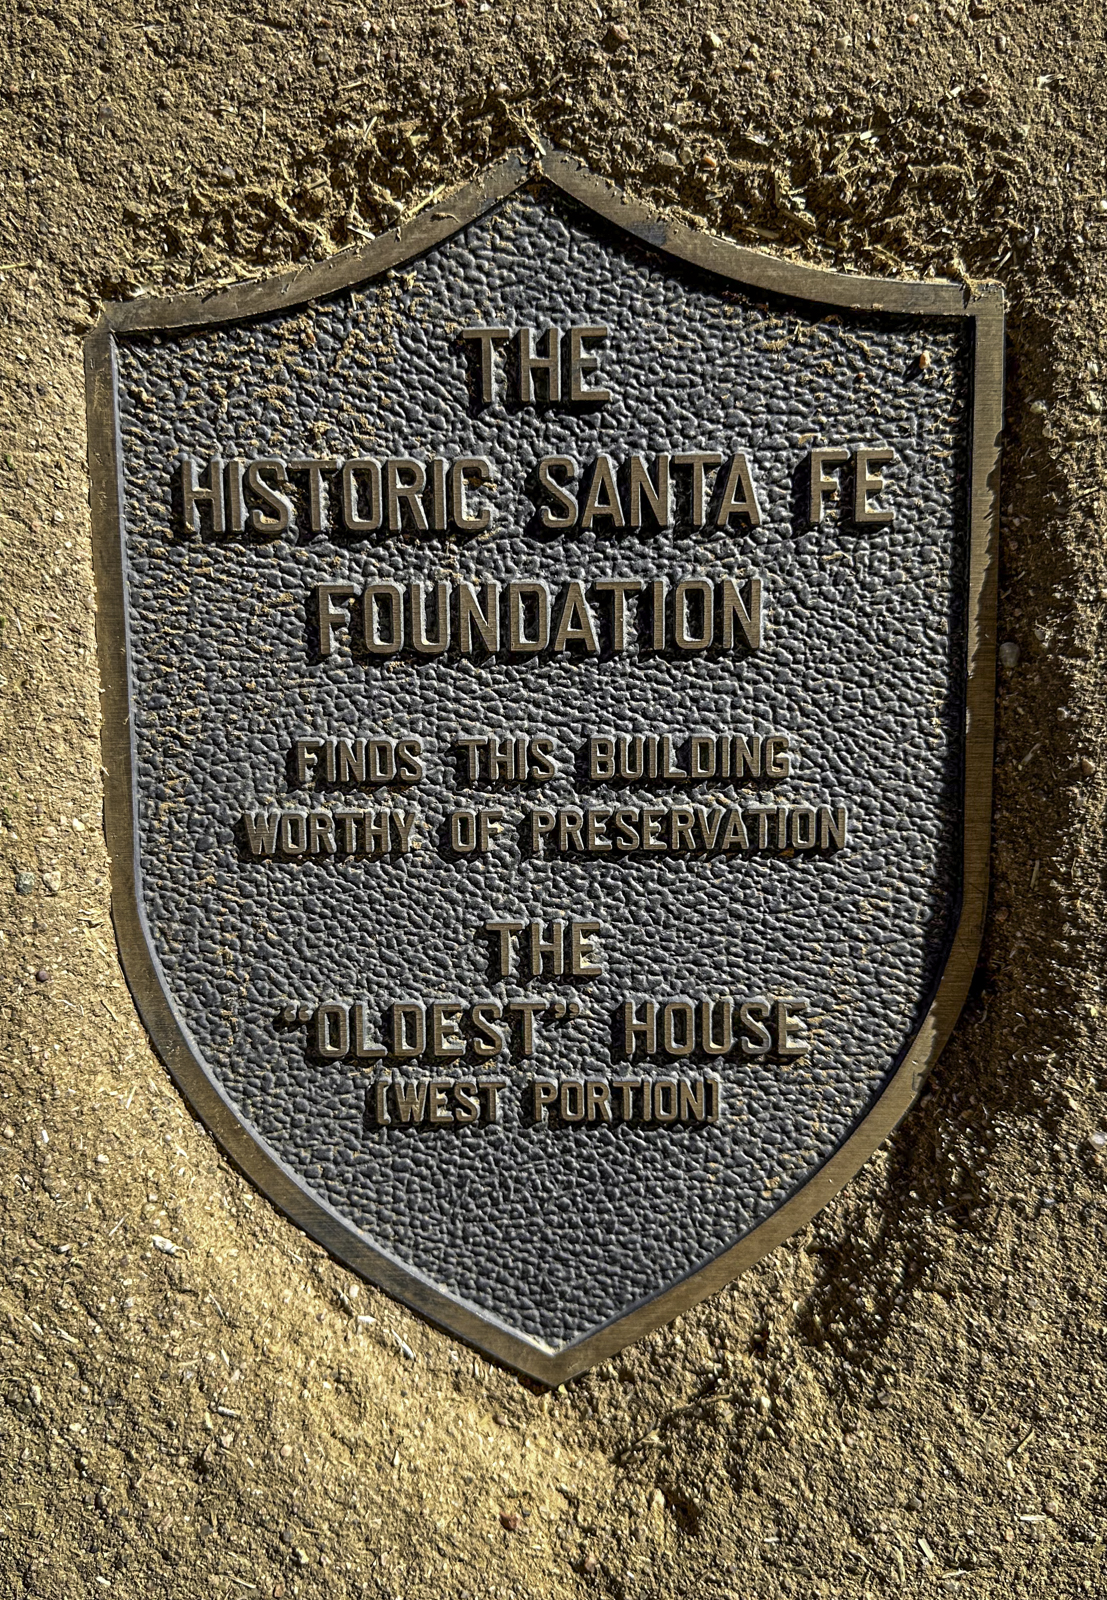 THE
HISTORIC SANTA FE
FOUNDATION
FINDS THIS BUILDING
WORTHY OF PRESERVATION
THE
“OLDEST” HOUSE
[WEST PORTION]